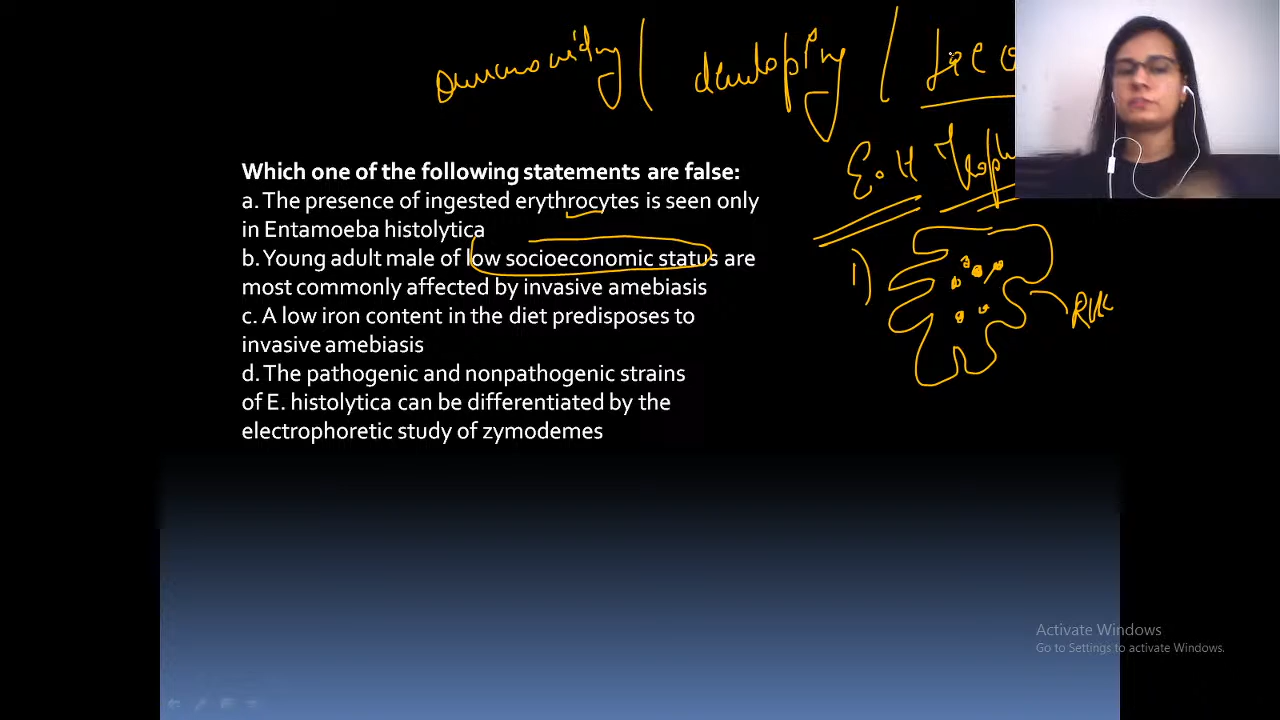 developing /
E.H
Which one of the following statements are false:
a. The presence of ingested erythrocytes is seen only
in Entamoeba histolytica
b. Young adult male of low socioeconomic status are
most commonly affected by invasive amebiasis
1)
c. A low iron content in the diet predisposes to
invasive amebiasis
d. The pathogenic and nonpathogenic strains
of E. histolytica can be differentiated by the
electrophoretic study of zymodemes
Activate Windows
Go to Settings to activate Windows.